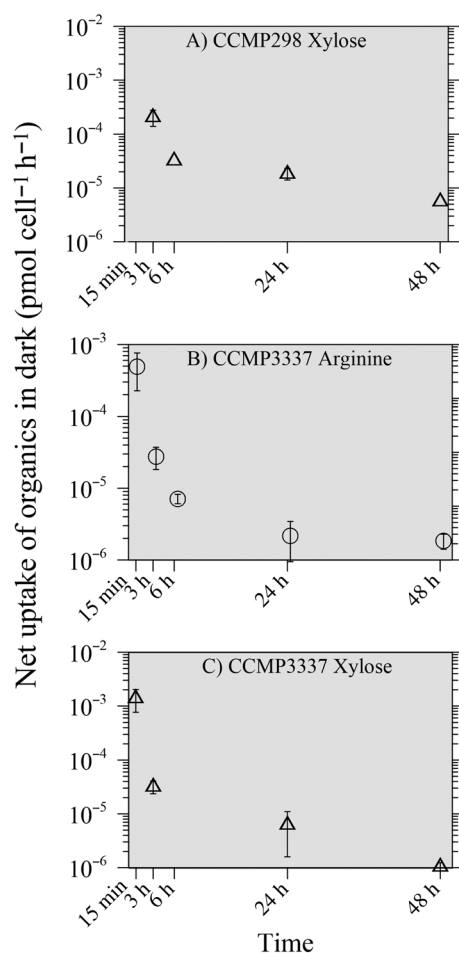 Net uptake of organics in dark (pmol cell⁻¹ h⁻¹)
A) CCMP298 Xylose
10⁻²
10⁻³
10⁻⁴
10⁻⁵
10⁻⁶
15 min
3 h
6 h
24 h
48 h
B) CCMP3337 Arginine
10⁻³
10⁻⁴
10⁻⁵
10⁻⁶
15 min
3 h
6 h
24 h
48 h
C) CCMP3337 Xylose
10⁻²
10⁻³
10⁻⁴
10⁻⁵
10⁻⁶
15 min
3 h
6 h
24 h
48 h
Time